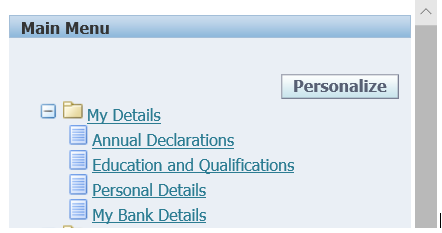 Main Menu
Personalize
My Details
Annual Declarations
Education and Qualifications
Personal Details
My Bank Details